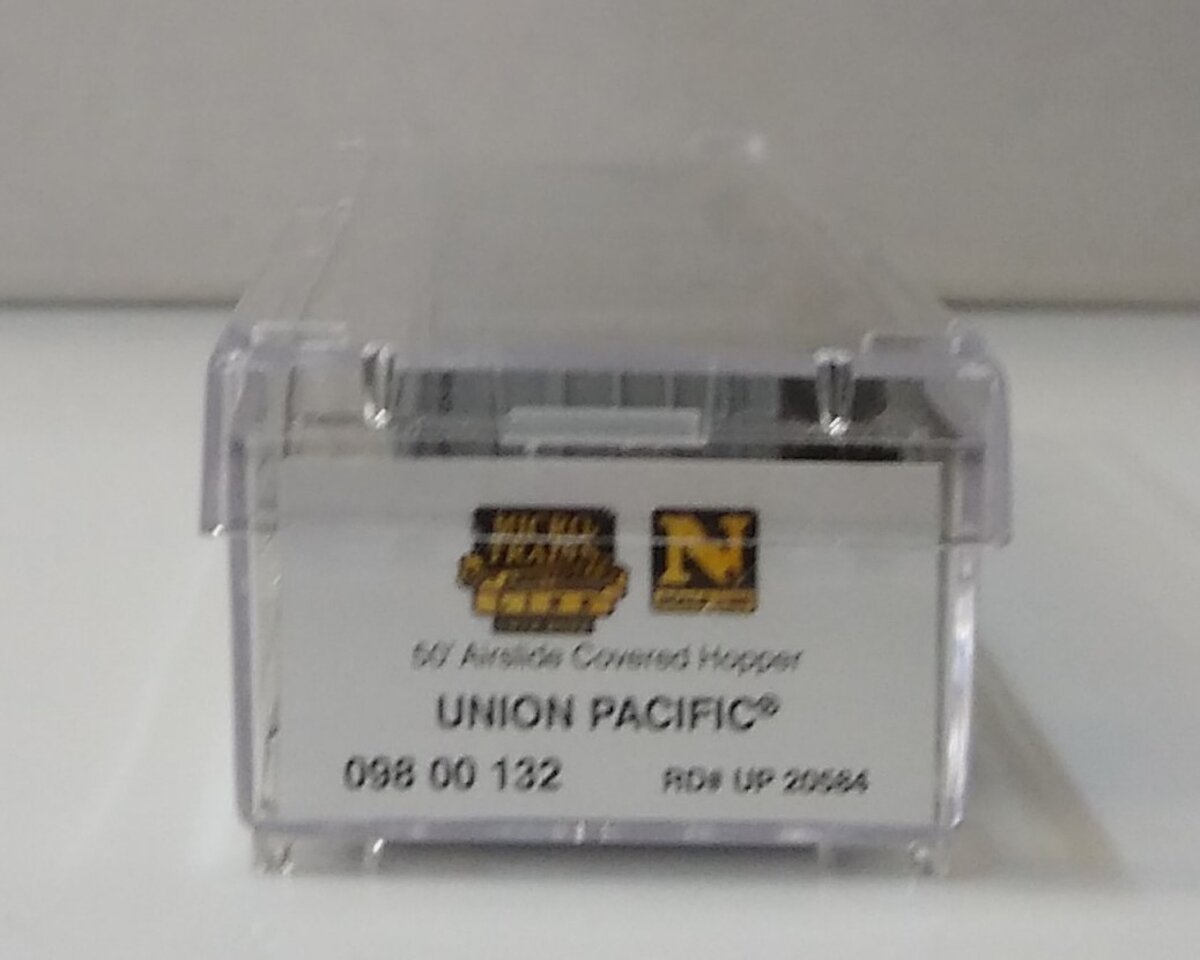 MICRO-
TRAINS
N
50' Airslide Covered Hopper
UNION PACIFIC®
098 00 132
RD# UP 20584